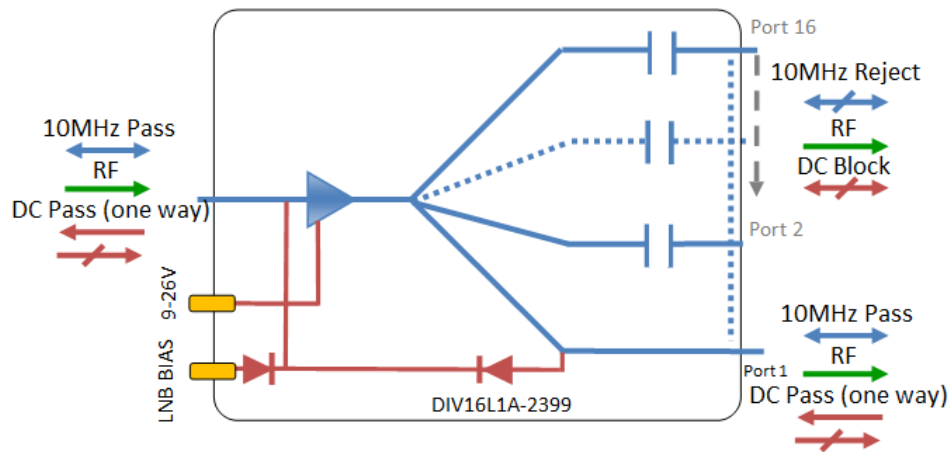 Port 16
10MHz Reject
RF
DC Block
10MHz Pass
RF
DC Pass (one way)
Port 2
9-26V
LNB BIAS
10MHz Pass
RF
Port 1
DC Pass (one way)
DIV16L1A-2399